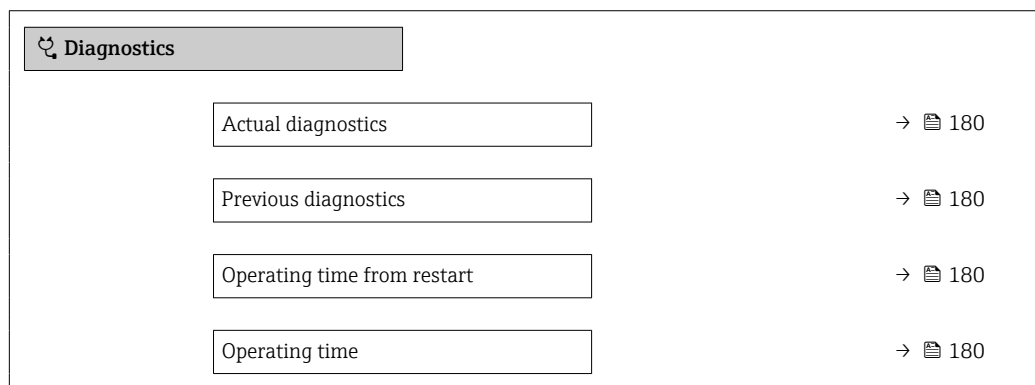 Diagnostics
Actual diagnostics → 180
Previous diagnostics → 180
Operating time from restart → 180
Operating time → 180